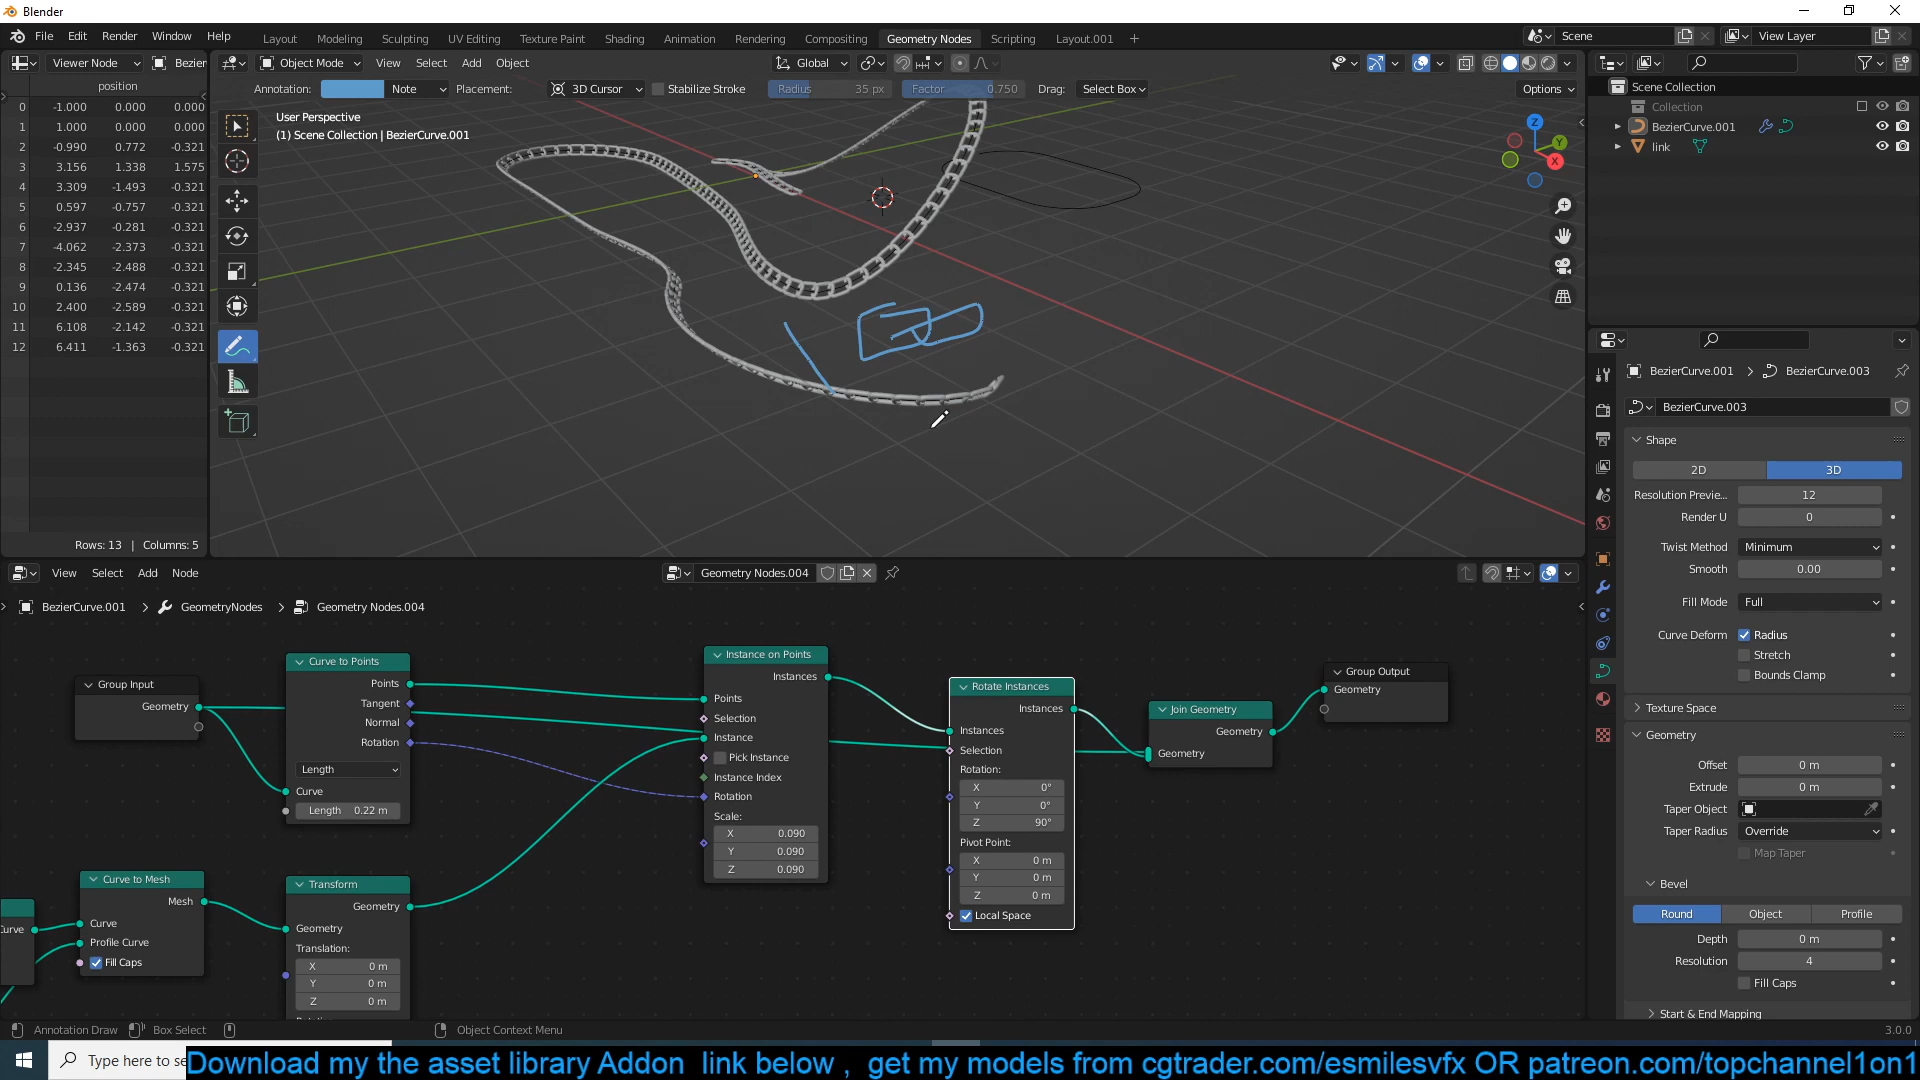 Blender
File Edit Render Window Help
Layout Modeling Sculpting UV Editing Texture Paint Shading Animation Rendering Compositing Geometry Nodes Scripting Layout.001 +
Scene
View Layer
Viewer Node Bezier
Object Mode View Select Add Object
Global
Annotation: Note Placement: 3D Cursor Stabilize Stroke Radius 35 px Factor 0.750 Drag: Select Box
Options
position
0 -1.000 0.000 0.000
1 1.000 0.000 0.000
2 -0.990 0.772 -0.321
3 3.156 1.338 1.575
4 3.309 -1.493 -0.321
5 0.597 -0.757 -0.321
6 -2.937 -0.281 -0.321
7 -4.062 -2.373 -0.321
8 -2.345 -2.488 -0.321
9 0.136 -2.474 -0.321
10 2.400 -2.589 -0.321
11 6.108 -2.142 -0.321
12 6.411 -1.363 -0.321
Rows: 13 | Columns: 5
User Perspective
(1) Scene Collection | BezierCurve.001
Z
Y
X
Scene Collection
Collection
BezierCurve.001
link
BezierCurve.001 > BezierCurve.003
BezierCurve.003
Shape
2D 3D
Resolution Previe... 12
Render U 0
Twist Method Minimum
Smooth 0.00
Fill Mode Full
Curve Deform Radius
Stretch
Bounds Clamp
Texture Space
Geometry
Offset 0 m
Extrude 0 m
Taper Object
Taper Radius Override
Map Taper
Bevel
Round Object Profile
Depth 0 m
Resolution 4
Fill Caps
Start & End Mapping
View Select Add Node
Geometry Nodes.004
BezierCurve.001 > GeometryNodes > Geometry Nodes.004
Group Input
Geometry
Curve to Points
Points
Tangent
Normal
Rotation
Length
Curve
Length 0.22 m
Instance on Points
Instances
Points
Selection
Instance
Pick Instance
Instance Index
Rotation
Scale:
X 0.090
Y 0.090
Z 0.090
Rotate Instances
Instances
Instances
Selection
Rotation:
X 0°
Y 0°
Z 90°
Pivot Point:
X 0 m
Y 0 m
Z 0 m
Local Space
Join Geometry
Geometry
Geometry
Group Output
Geometry
urve
Curve to Mesh
Mesh
Curve
Profile Curve
Fill Caps
Transform
Geometry
Geometry
Translation:
X 0 m
Y 0 m
Z 0 m
Annotation Draw Box Select Object Context Menu
3.0.0
Type here to se
Download my the asset library Addon link below , get my models from cgtrader.com/esmilesvfx OR patreon.com/topchannel1on1